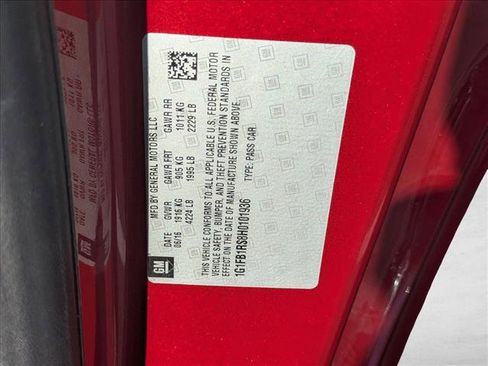 MFD BY GENERAL MOTORS LLC
DATE GVWR GAWR FRT GAWR RR
06/16 1916 KG 905 KG 1011 KG
4224 LB 1995 LB 2229 LB
THIS VEHICLE CONFORMS TO ALL APPLICABLE U.S. FEDERAL MOTOR
VEHICLE SAFETY, BUMPER, AND THEFT PREVENTION STANDARDS IN
EFFECT ON THE DATE OF MANUFACTURE SHOWN ABOVE.
1G1FB1RS8H0101936 TYPE: PASS CAR
GM